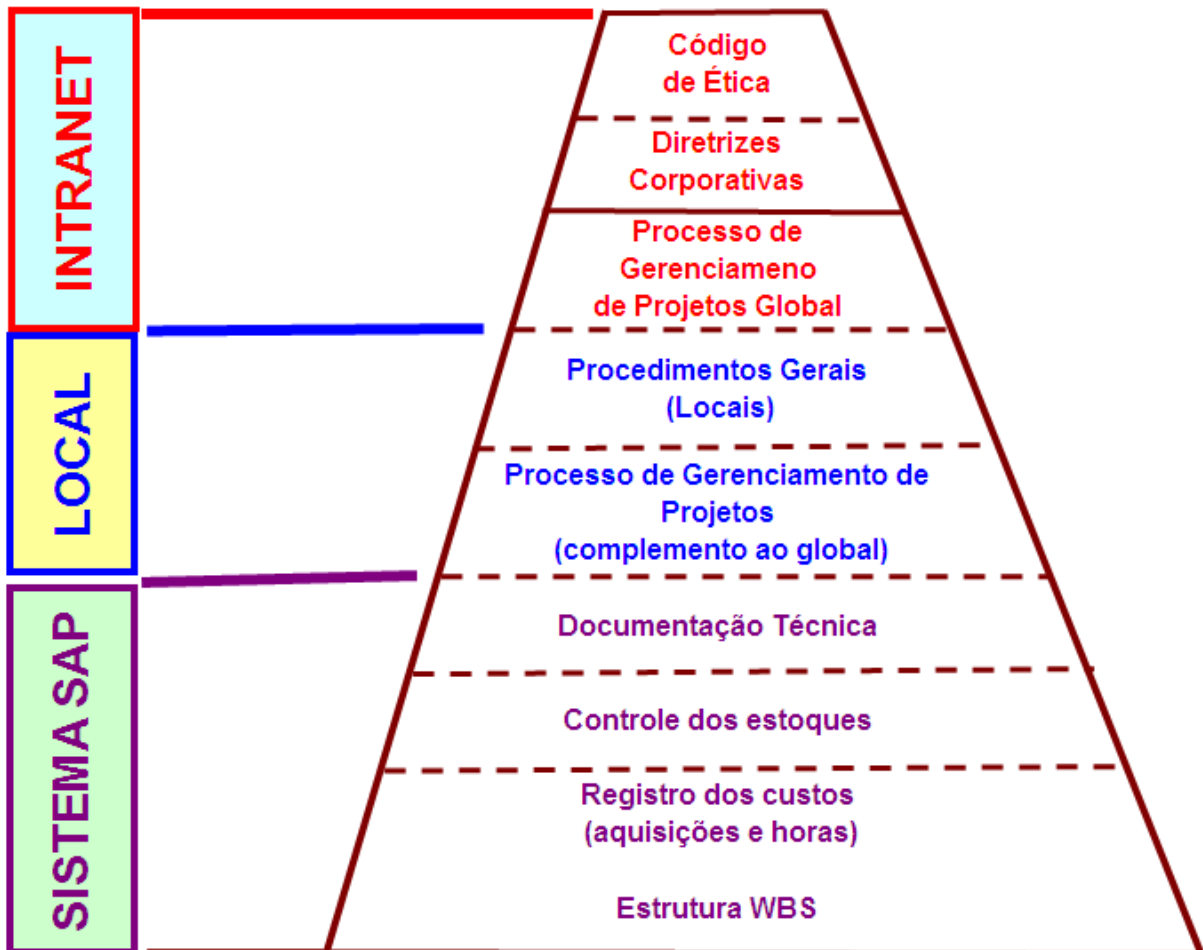 INTRANET
Código
de Ética
Diretrizes
Corporativas
Processo de
Gerenciameno
de Projetos Global
LOCAL
Procedimentos Gerais
(Locais)
Processo de Gerenciamento de
Projetos
(complemento ao global)
SISTEMA SAP
Documentação Técnica
Controle dos estoques
Registro dos custos
(aquisições e horas)
Estrutura WBS